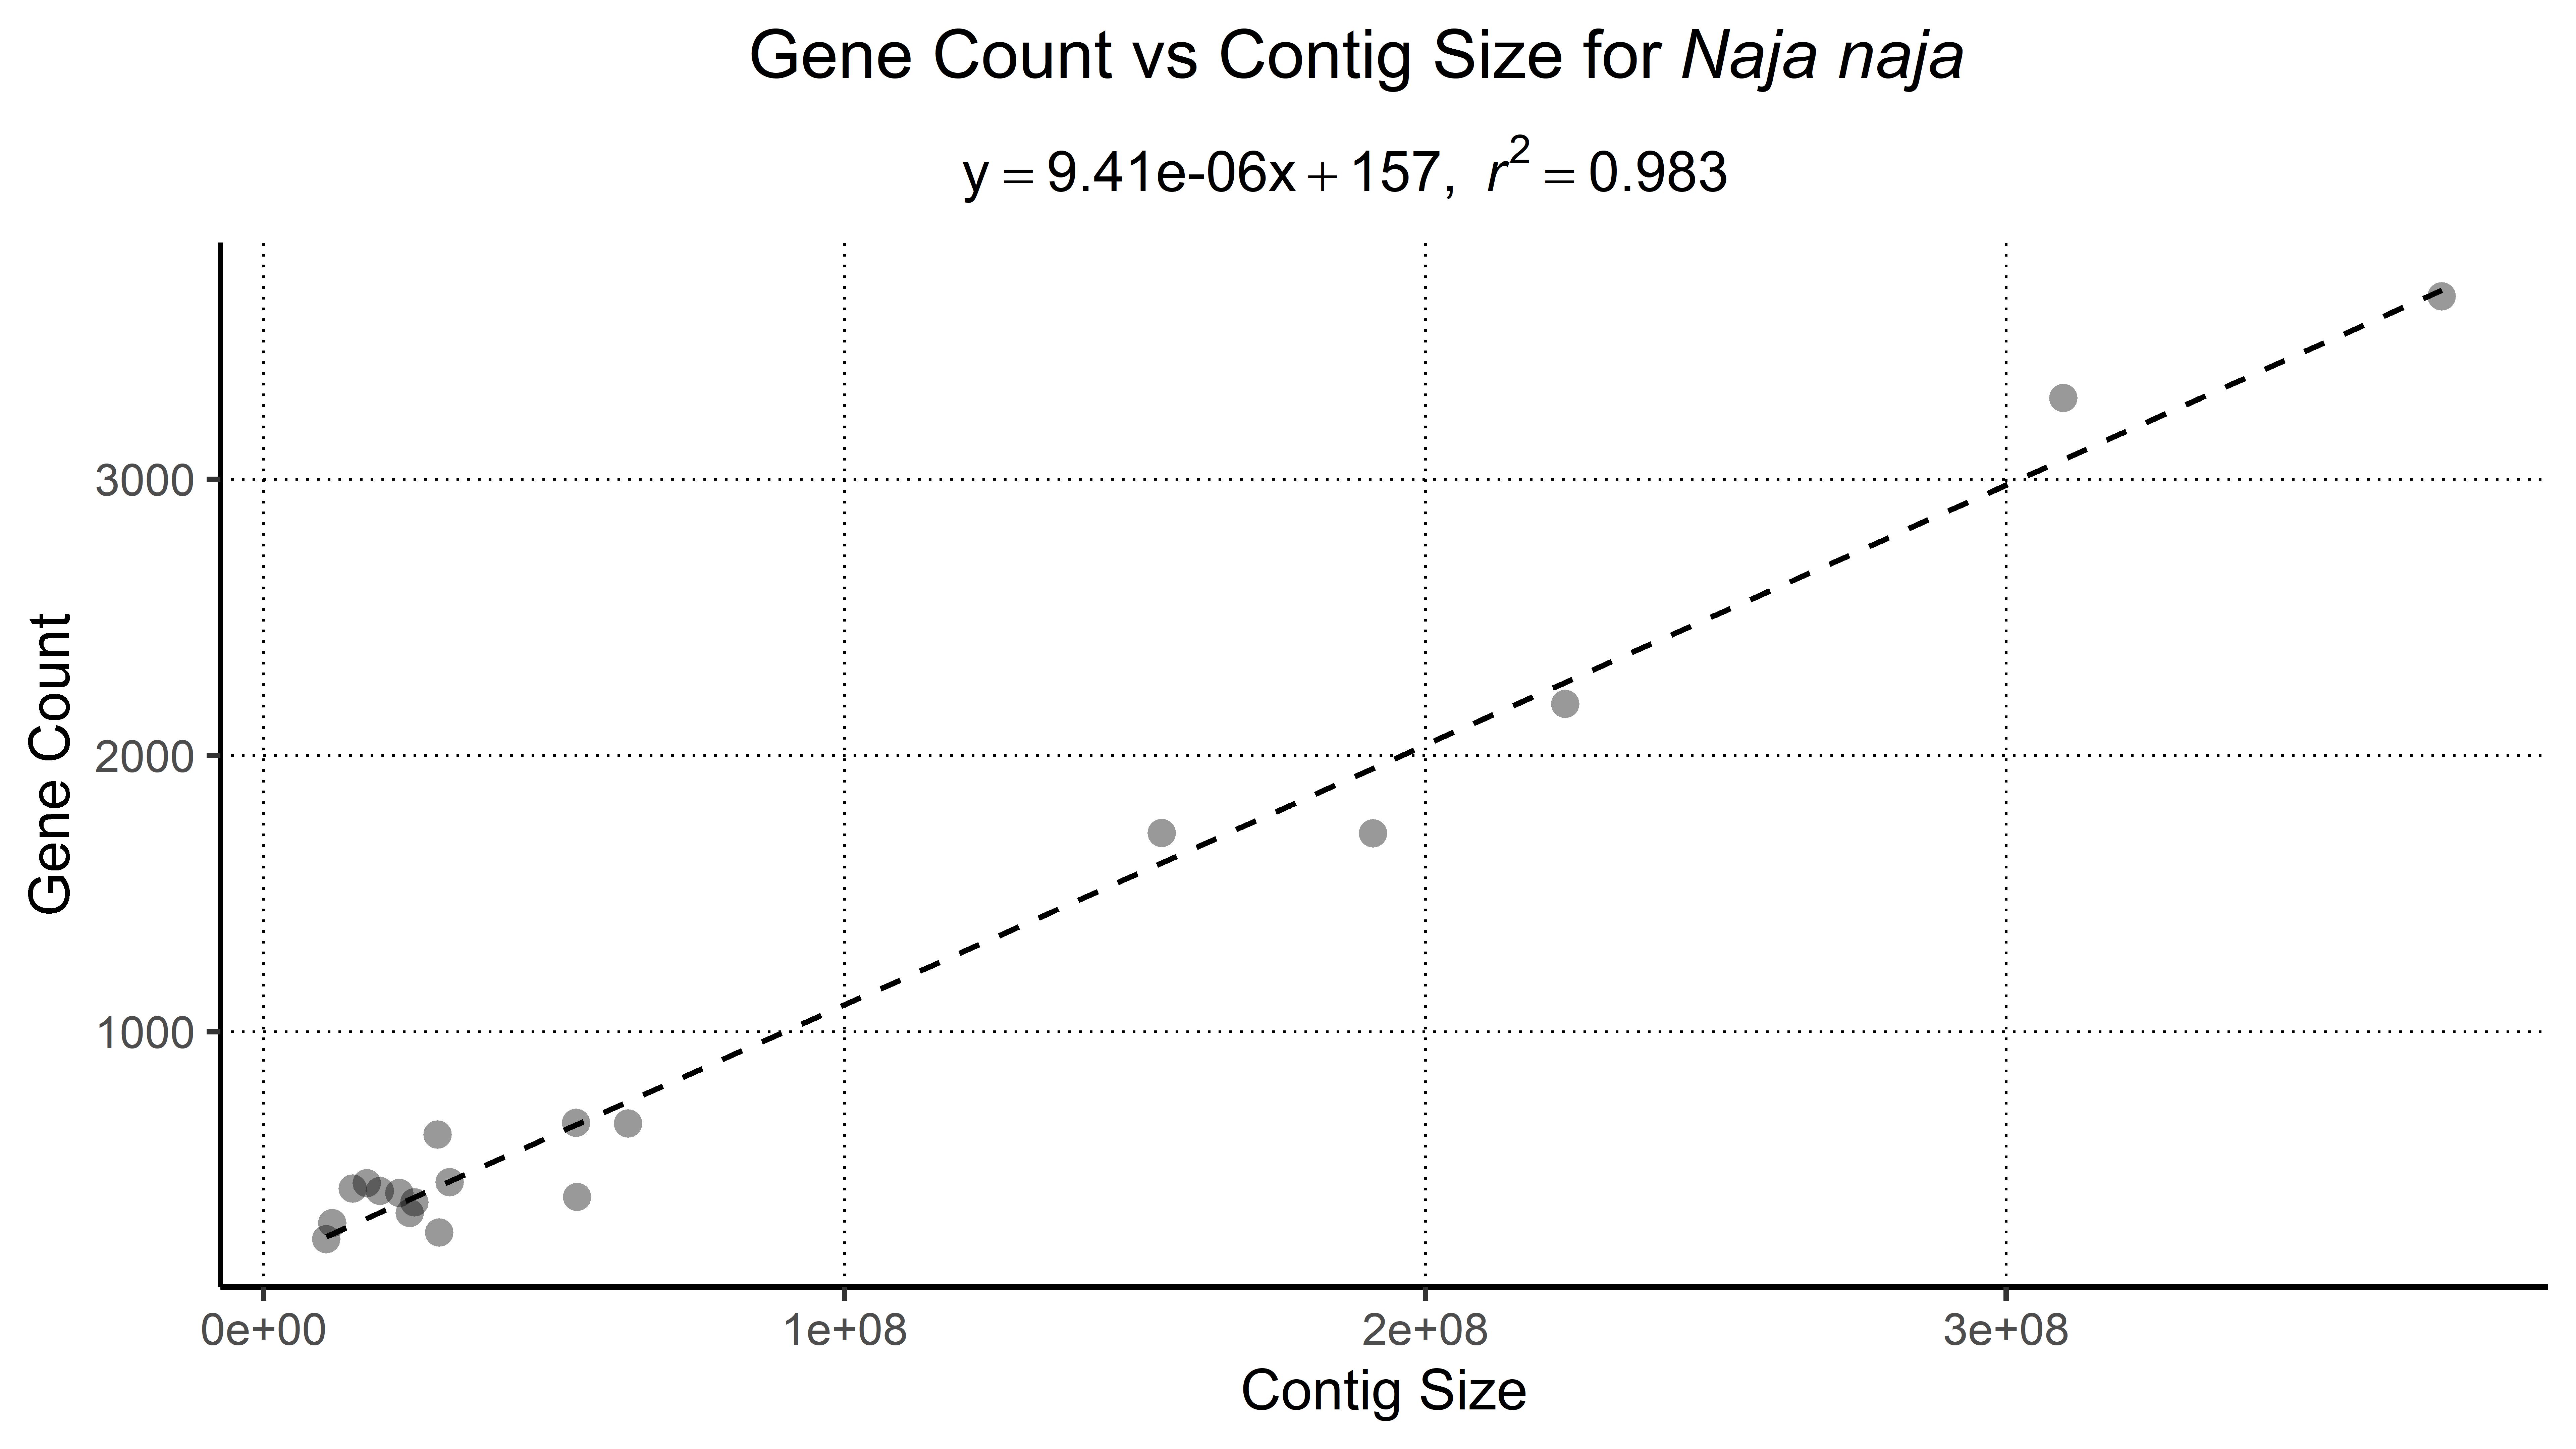 Gene Count vs Contig Size for Naja naja
y = 9.41e-06x + 157, r² = 0.983
Gene Count
3000
2000
1000
0e+00 1e+08 2e+08 3e+08
Contig Size